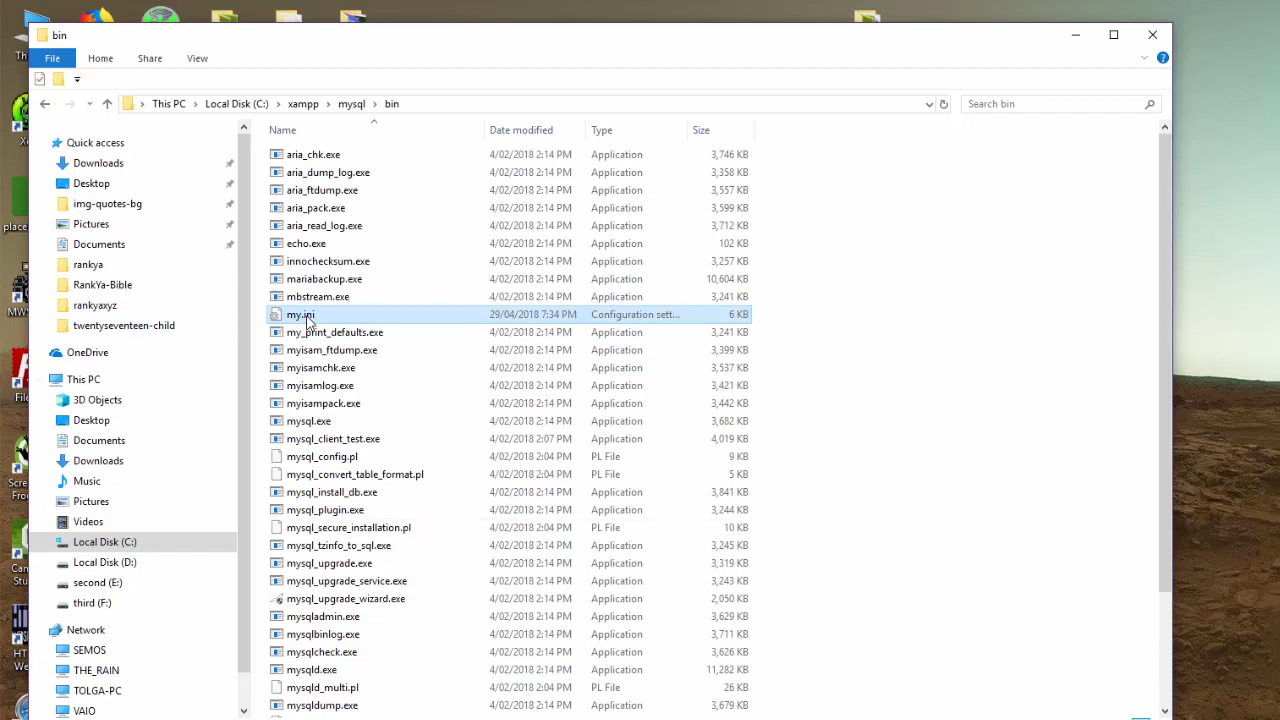 bin
File Home Share View
This PC Local Disk (C:) xampp mysql bin Search bin
Name Date modified Type Size
Quick access
Downloads
Desktop
img-quotes-bg
Pictures
Documents
rankya
RankYa-Bible
rankyaxyz
twentyseventeen-child
OneDrive
This PC
3D Objects
Desktop
Documents
Downloads
Music
Pictures
Videos
Local Disk (C:)
Local Disk (D:)
second (E:)
third (F:)
Network
SEMOS
THE_RAIN
TOLGA-PC
VAIO
aria_chk.exe 4/02/2018 2:14 PM Application 3,746 KB
aria_dump_log.exe 4/02/2018 2:14 PM Application 3,358 KB
aria_ftdump.exe 4/02/2018 2:14 PM Application 3,557 KB
aria_pack.exe 4/02/2018 2:14 PM Application 3,599 KB
aria_read_log.exe 4/02/2018 2:14 PM Application 3,712 KB
echo.exe 4/02/2018 2:14 PM Application 102 KB
innochecksum.exe 4/02/2018 2:14 PM Application 3,257 KB
mariabackup.exe 4/02/2018 2:14 PM Application 10,604 KB
mbstream.exe 4/02/2018 2:14 PM Application 3,241 KB
my.ini 29/04/2018 7:34 PM Configuration sett... 6 KB
my_print_defaults.exe 4/02/2018 2:14 PM Application 3,241 KB
myisam_ftdump.exe 4/02/2018 2:14 PM Application 3,399 KB
myisamchk.exe 4/02/2018 2:14 PM Application 3,537 KB
myisamlog.exe 4/02/2018 2:14 PM Application 3,421 KB
myisampack.exe 4/02/2018 2:14 PM Application 3,442 KB
mysql.exe 4/02/2018 2:14 PM Application 3,682 KB
mysql_client_test.exe 4/02/2018 2:07 PM Application 4,019 KB
mysql_config.pl 4/02/2018 2:04 PM PL File 9 KB
mysql_convert_table_format.pl 4/02/2018 2:04 PM PL File 5 KB
mysql_install_db.exe 4/02/2018 2:14 PM Application 3,841 KB
mysql_plugin.exe 4/02/2018 2:14 PM Application 3,244 KB
mysql_secure_installation.pl 4/02/2018 2:04 PM PL File 10 KB
mysql_tzinfo_to_sql.exe 4/02/2018 2:14 PM Application 3,245 KB
mysql_upgrade.exe 4/02/2018 2:14 PM Application 3,319 KB
mysql_upgrade_service.exe 4/02/2018 2:14 PM Application 3,243 KB
mysql_upgrade_wizard.exe 4/02/2018 2:14 PM Application 2,050 KB
mysqladmin.exe 4/02/2018 2:14 PM Application 3,629 KB
mysqlbinlog.exe 4/02/2018 2:14 PM Application 3,711 KB
mysqlcheck.exe 4/02/2018 2:14 PM Application 3,626 KB
mysqld.exe 4/02/2018 2:14 PM Application 11,282 KB
mysqld_multi.pl 4/02/2018 2:04 PM PL File 26 KB
mysqldump.exe 4/02/2018 2:14 PM Application 3,679 KB